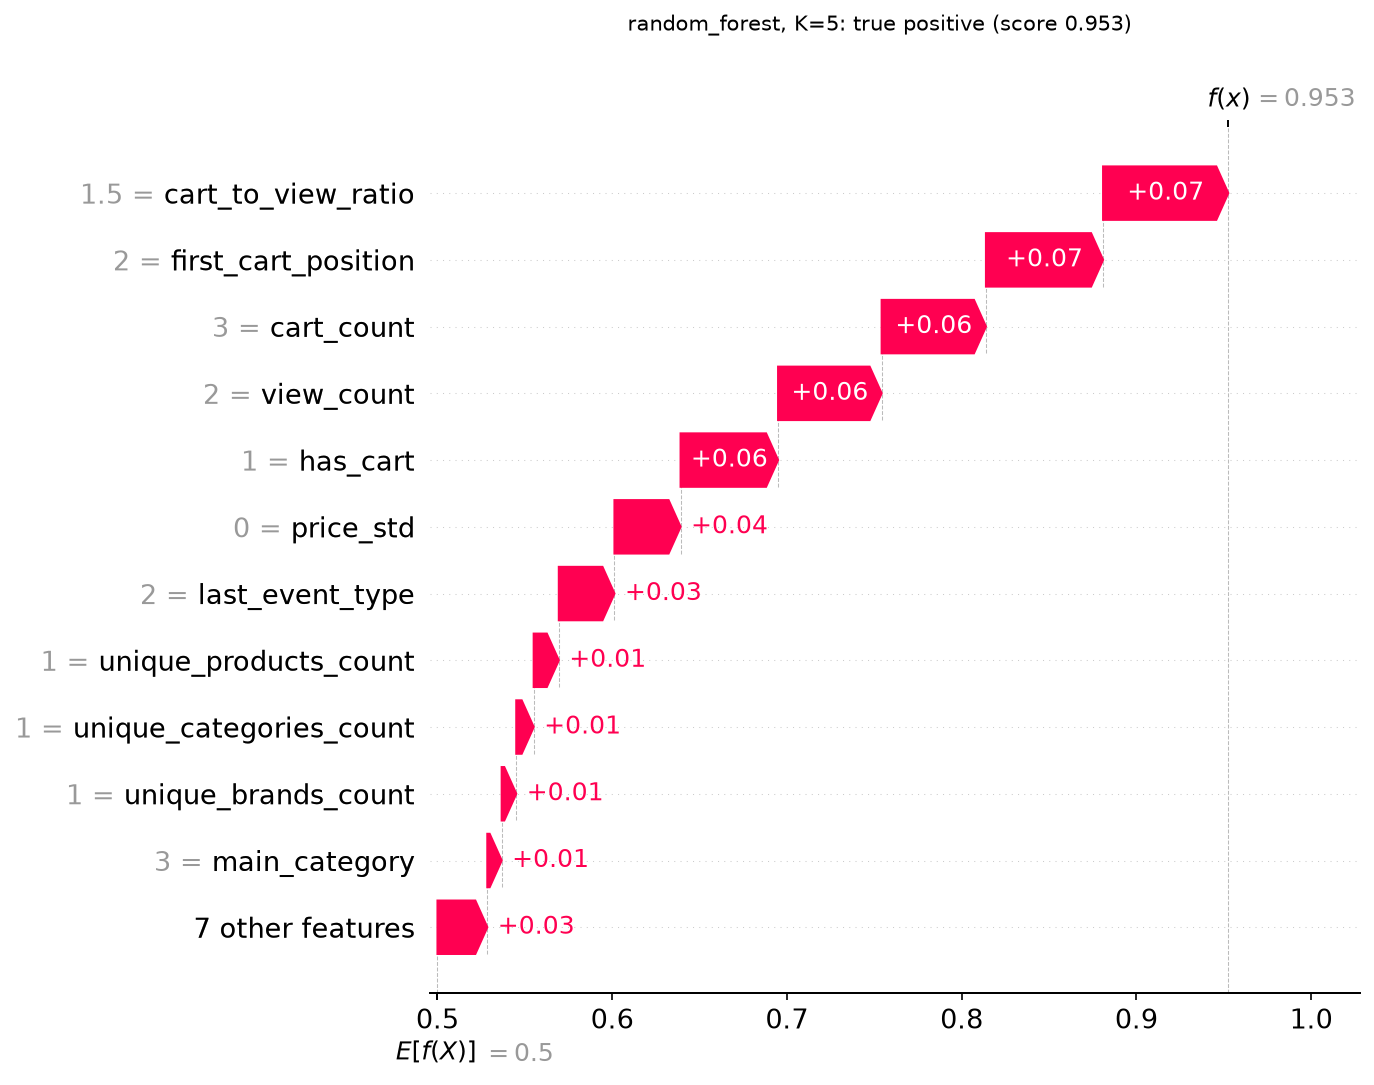 random_forest, K=5: true positive (score 0.953)
f(x) = 0.953
1.5 = cart_to_view_ratio +0.07
2 = first_cart_position +0.07
3 = cart_count +0.06
2 = view_count +0.06
1 = has_cart +0.06
0 = price_std +0.04
2 = last_event_type +0.03
1 = unique_products_count +0.01
1 = unique_categories_count +0.01
1 = unique_brands_count +0.01
3 = main_category +0.01
7 other features +0.03
0.5 0.6 0.7 0.8 0.9 1.0
E[f(X)] = 0.5